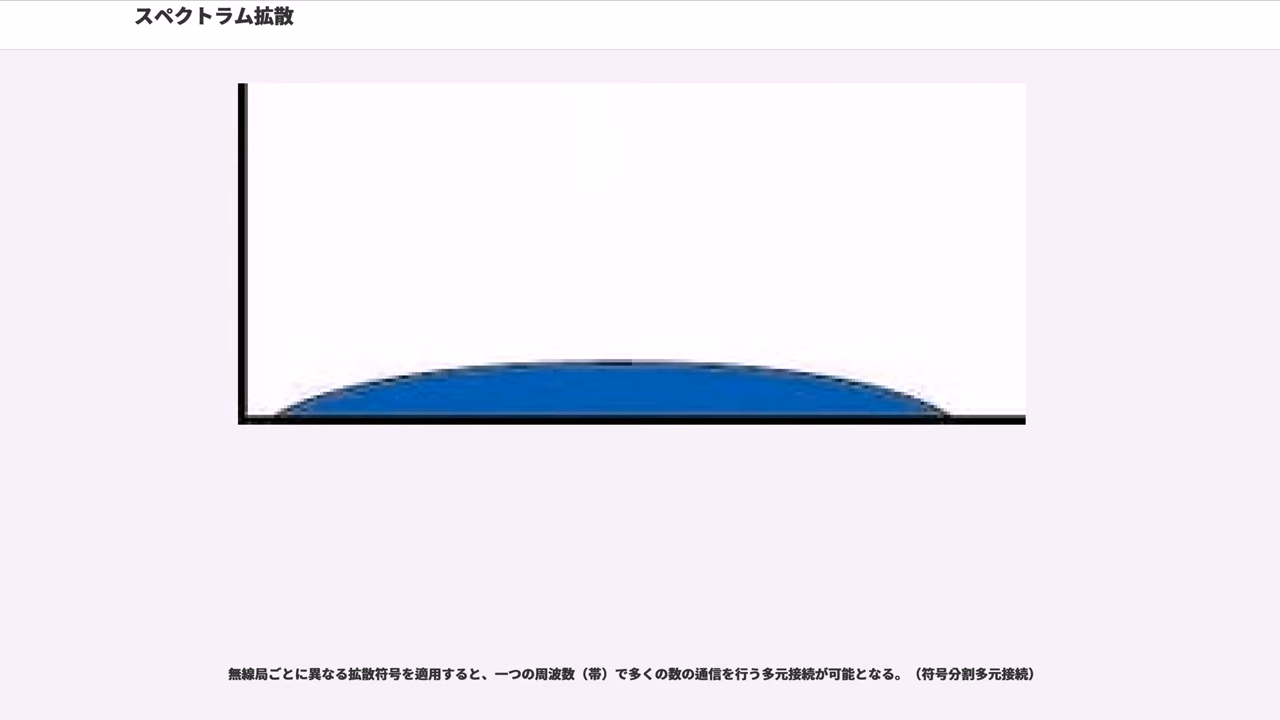 スペクトラム拡散
無線局ごとに異なる拡散符号を適用すると、一つの周波数（帯）で多くの数の通信を行う多元接続が可能となる。（符号分割多元接続）